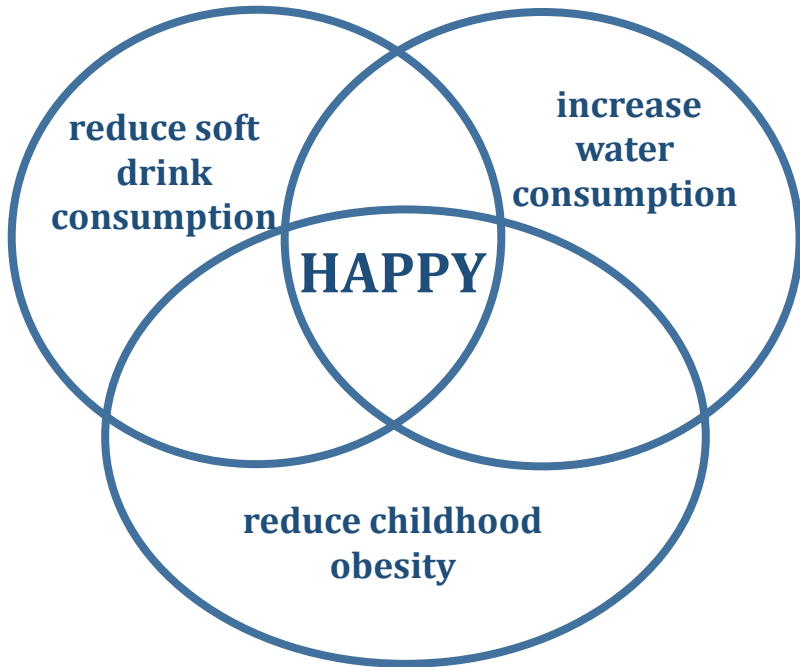 reduce soft
drink
consumption
increase
water
consumption
HAPPY
reduce childhood
obesity